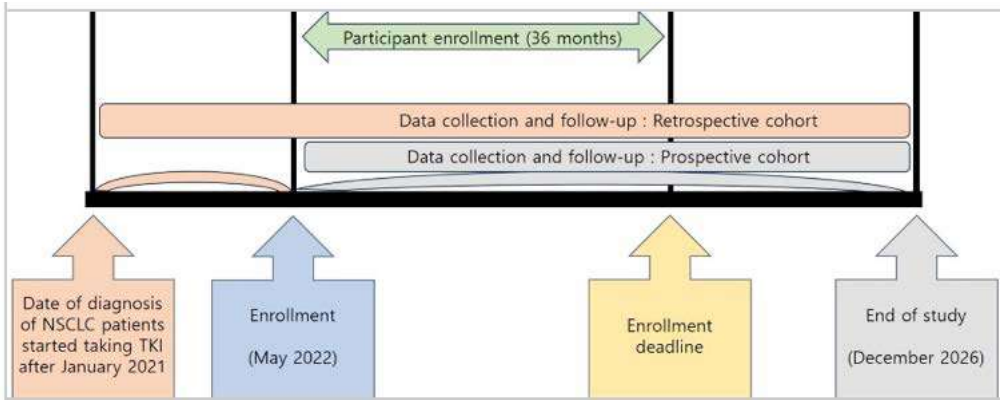 Participant enrollment (36 months)
Data collection and follow-up : Retrospective cohort
Data collection and follow-up : Prospective cohort
Date of diagnosis
of NSCLC patients
started taking TKI
after January 2021
Enrollment
(May 2022)
Enrollment
deadline
End of study
(December 2026)